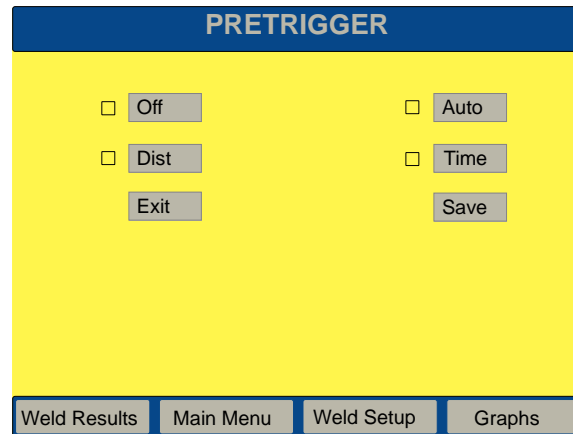 PRETRIGGER
Off Auto
Dist Time
Exit Save
Weld Results Main Menu Weld Setup Graphs